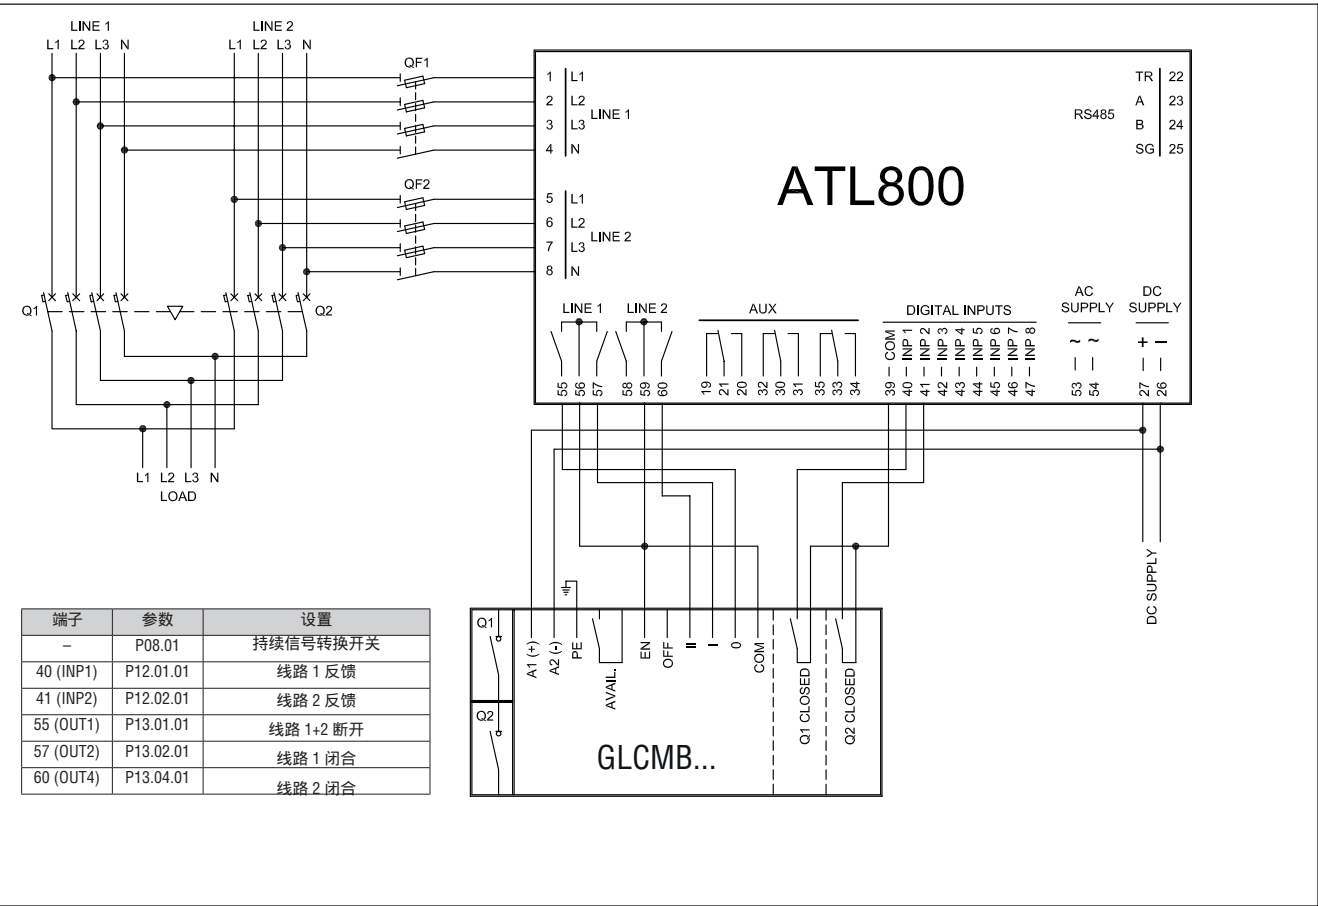 LINE 1 LINE 2
L1 L2 L3 N L1 L2 L3 N
QF1
1 L1
2 L2
3 L3
4 N
LINE 1
QF2
5 L1
6 L2
7 L3
8 N
LINE 2
ATL800
RS485
TR 22
A 23
B 24
SG 25
Q1 Q2
L1 L2 L3 N
LOAD
LINE 1 LINE 2 AUX DIGITAL INPUTS
AC SUPPLY
DC SUPPLY
55 56 57 58 59 60
19 21 20 32 30 31 35 33 34
39 – COM
40 – INP 1
41 – INP 2
42 – INP 3
43 – INP 4
44 – INP 5
45 – INP 6
46 – INP 7
47 – INP 8
53 – ~
54 – ~
27 – +
26 – –
DC SUPPLY
Q1
Q2
A1 (+)
A2 (-)
PE
AVAIL.
EN
OFF
II
I
0
COM
Q1 CLOSED
Q2 CLOSED
GLCMB...
端子 参数 设置
– P08.01 持续信号转换开关
40 (INP1) P12.01.01 线路 1 反馈
41 (INP2) P12.02.01 线路 2 反馈
55 (OUT1) P13.01.01 线路 1+2 断开
57 (OUT2) P13.02.01 线路 1 闭合
60 (OUT4) P13.04.01 线路 2 闭合